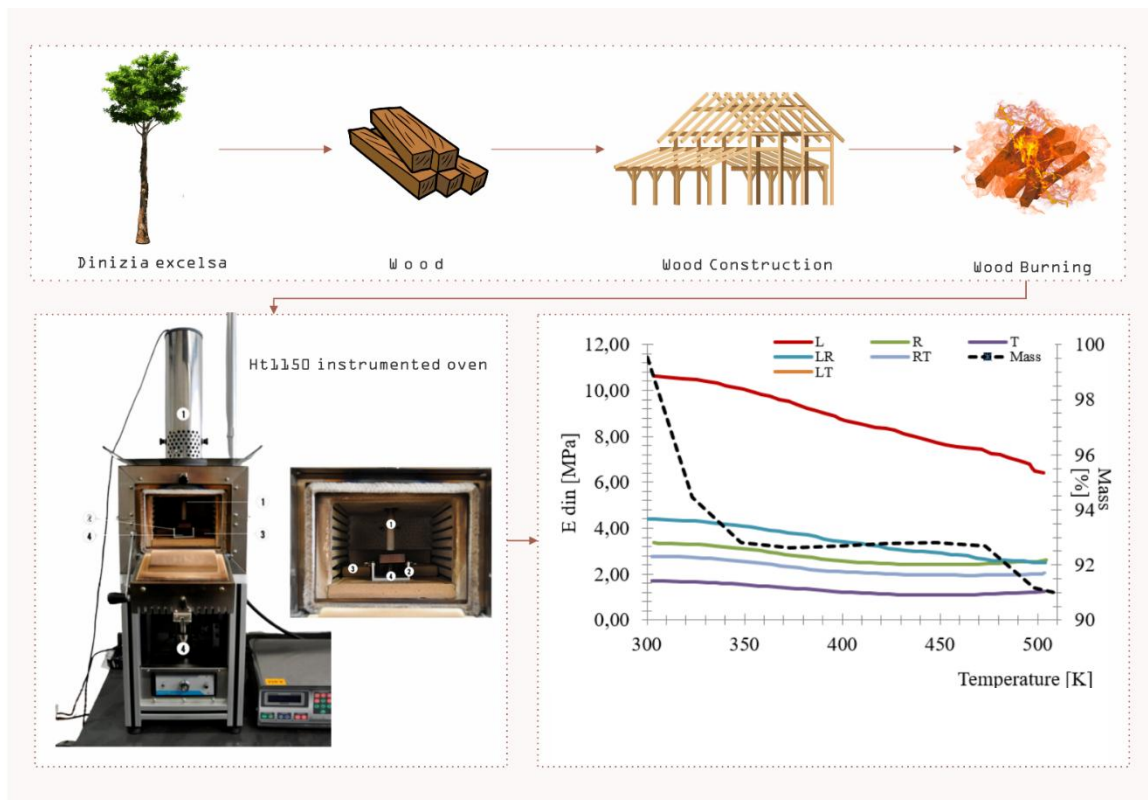 Dinizia excelsa
Wood
Wood Construction
Wood Burning
Ht1150 instrumented oven
1
1
2
4
3
4
1
3
4
2
L
R
T
LR
RT
Mass
LT
12,00
10,00
8,00
6,00
4,00
2,00
0,00
E din [MPa]
100
98
96
94
92
90
Mass
[%]
300
350
400
450
500
Temperature [K]